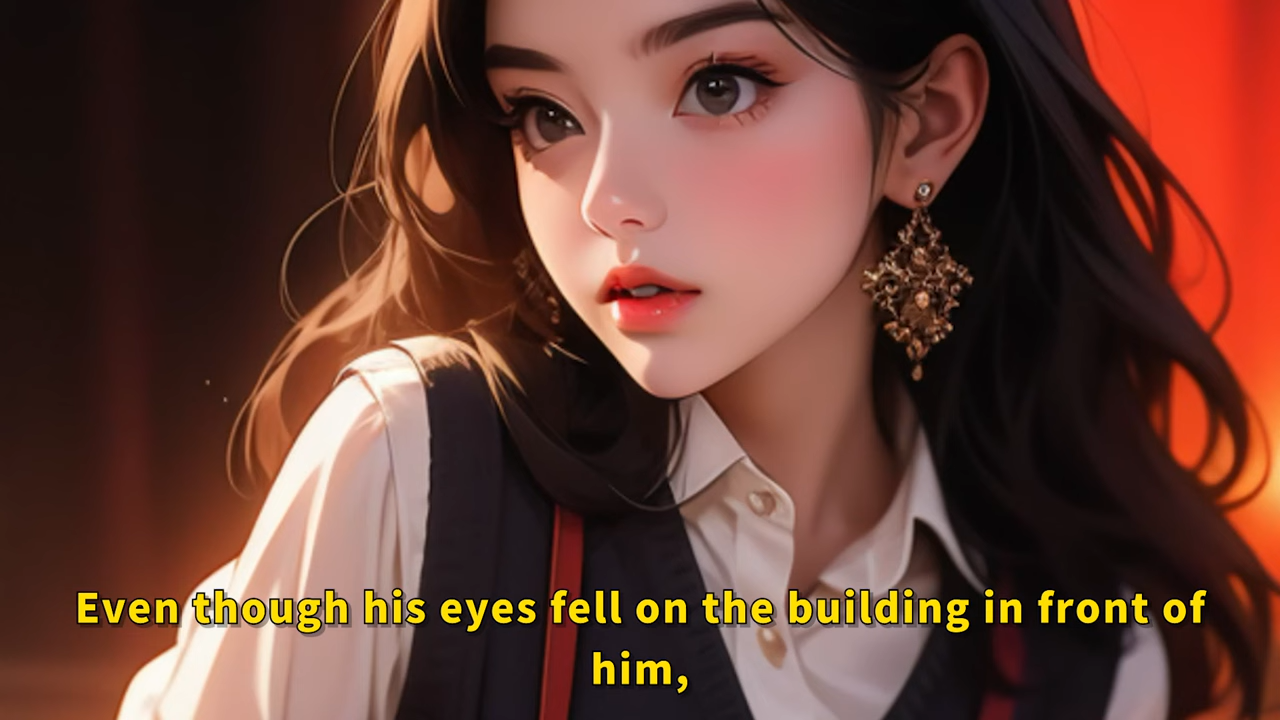 Even though his eyes fell on the building in front of
him,